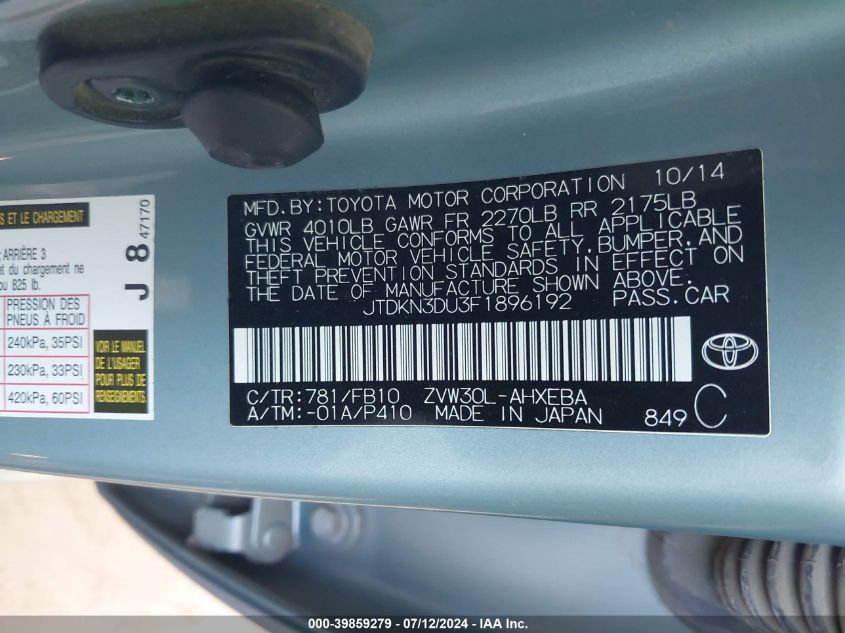 S ET LE CHARGEMENT
ARRIÈRE 3
et du chargement ne
ou 825 lb.
J 8 47170
PRESSION DES
PNEUS À FROID
240kPa, 35PSI
230kPa, 33PSI
420kPa, 60PSI
VOIR LE MANUEL
DE L'USAGER
POUR PLUS DE
RENSEIGNEMENTS
MFD. BY: TOYOTA MOTOR CORPORATION 10/14
GVWR 4010LB GAWR FR 2270LB RR 2175LB
THIS VEHICLE CONFORMS TO ALL APPLICABLE
FEDERAL MOTOR VEHICLE SAFETY, BUMPER, AND
THEFT PREVENTION STANDARDS IN EFFECT ON
THE DATE OF MANUFACTURE SHOWN ABOVE.
JTDKN3DU3F1896192 PASS. CAR
C/TR: 781/FB10 ZVW30L-AHXEBA
A/TM: -01A/P410 MADE IN JAPAN 849 C
000-39859279 - 07/12/2024 - IAA Inc.